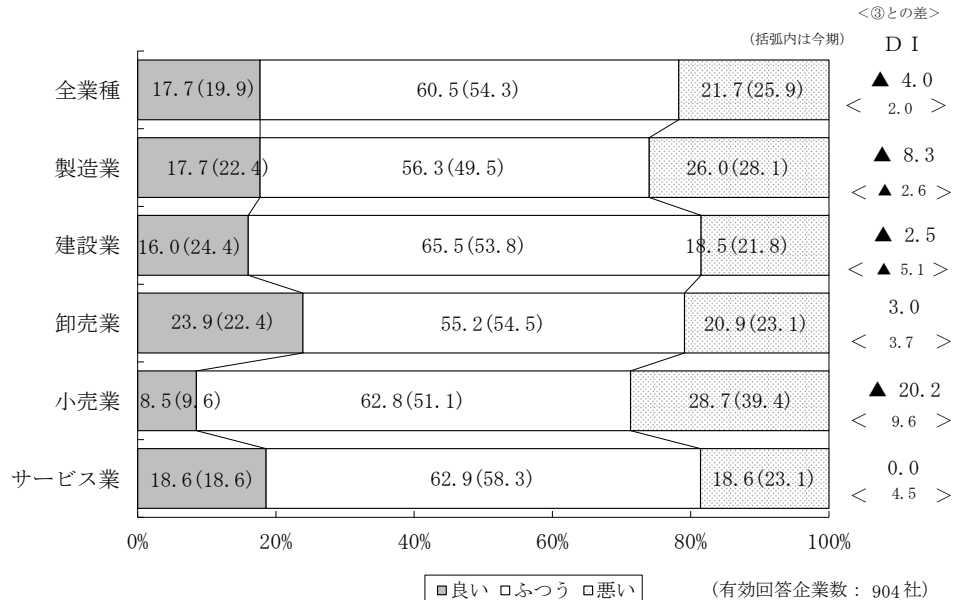 <③との差>
(括弧内は今期) ＤＩ
全業種 17.7(19.9) 60.5(54.3) 21.7(25.9) ▲ 4.0
< 2.0 >
製造業 17.7(22.4) 56.3(49.5) 26.0(28.1) ▲ 8.3
< ▲ 2.6 >
建設業 16.0(24.4) 65.5(53.8) 18.5(21.8) ▲ 2.5
< ▲ 5.1 >
卸売業 23.9(22.4) 55.2(54.5) 20.9(23.1) 3.0
< 3.7 >
小売業 8.5(9.6) 62.8(51.1) 28.7(39.4) ▲ 20.2
< 9.6 >
サービス業 18.6(18.6) 62.9(58.3) 18.6(23.1) 0.0
< 4.5 >
0% 20% 40% 60% 80% 100%
良い ふつう 悪い (有効回答企業数： 904 社)